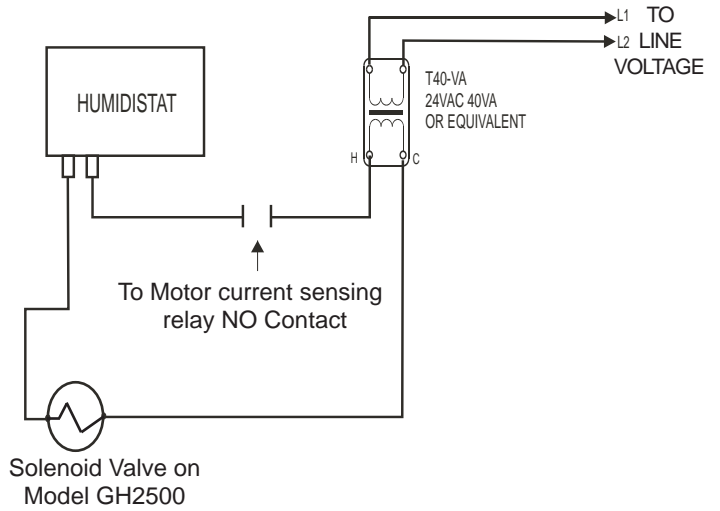 L1 TO
L2 LINE
VOLTAGE
HUMIDISTAT
T40-VA
24VAC 40VA
OR EQUIVALENT
H
C
To Motor current sensing
relay NO Contact
Solenoid Valve on
Model GH2500